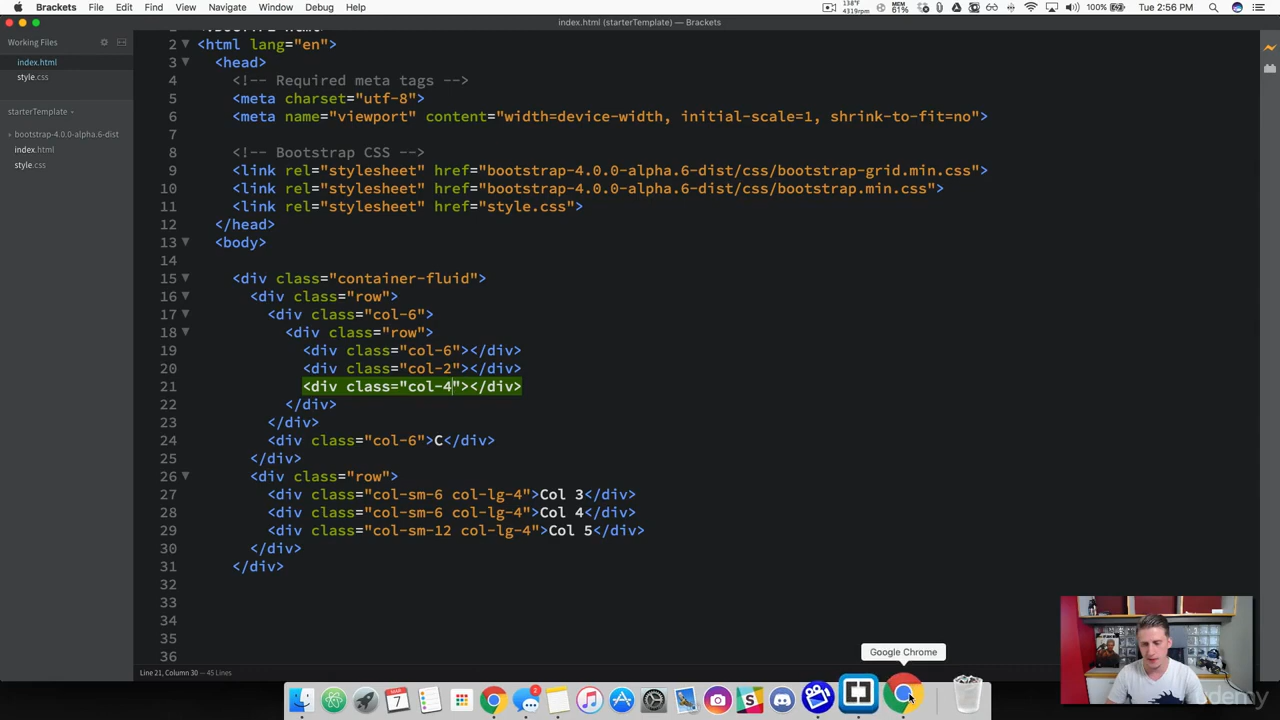 Brackets File Edit Find View Navigate Window Debug Help
138°F 4319rpm MEM 61% 100% Tue 2:56 PM
index.html (starterTemplate) — Brackets
Working Files
index.html
style.css
starterTemplate
bootstrap-4.0.0-alpha.6-dist
index.html
style.css
2 <html lang="en">
3 <head>
4 <!-- Required meta tags -->
5 <meta charset="utf-8">
6 <meta name="viewport" content="width=device-width, initial-scale=1, shrink-to-fit=no">
7
8 <!-- Bootstrap CSS -->
9 <link rel="stylesheet" href="bootstrap-4.0.0-alpha.6-dist/css/bootstrap-grid.min.css">
10 <link rel="stylesheet" href="bootstrap-4.0.0-alpha.6-dist/css/bootstrap.min.css">
11 <link rel="stylesheet" href="style.css">
12 </head>
13 <body>
14
15 <div class="container-fluid">
16 <div class="row">
17 <div class="col-6">
18 <div class="row">
19 <div class="col-6"></div>
20 <div class="col-2"></div>
21 <div class="col-4"></div>
22 </div>
23 </div>
24 <div class="col-6">C</div>
25 </div>
26 <div class="row">
27 <div class="col-sm-6 col-lg-4">Col 3</div>
28 <div class="col-sm-6 col-lg-4">Col 4</div>
29 <div class="col-sm-12 col-lg-4">Col 5</div>
30 </div>
31 </div>
32
33
34
35
36
Line 21, Column 30 — 45 Lines
Google Chrome
7
2
udemy